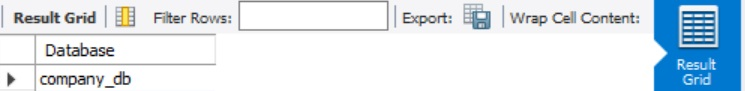 Result Grid Filter Rows: Export: Wrap Cell Content:
Result
Grid
Database
company_db